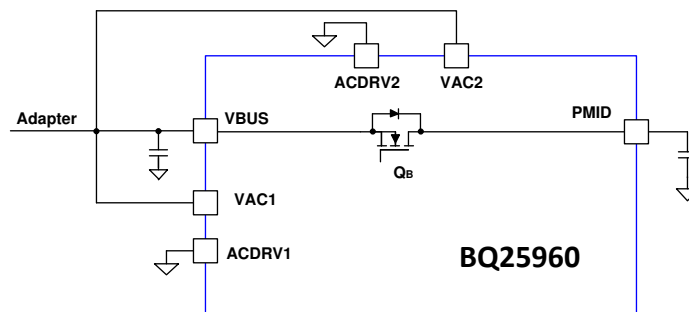 ACDRV2
VAC2
Adapter
VBUS
PMID
QB
VAC1
ACDRV1
BQ25960